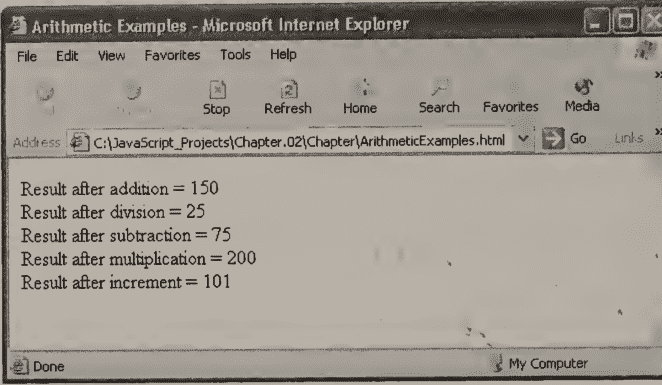 Arithmetic Examples - Microsoft Internet Explorer
File Edit View Favorites Tools Help
Stop Refresh Home Search Favorites Media
Address C:\JavaScript_Projects\Chapter.02\Chapter\ArithmeticExamples.html Go Links »
Result after addition = 150
Result after division = 25
Result after subtraction = 75
Result after multiplication = 200
Result after increment = 101
Done My Computer